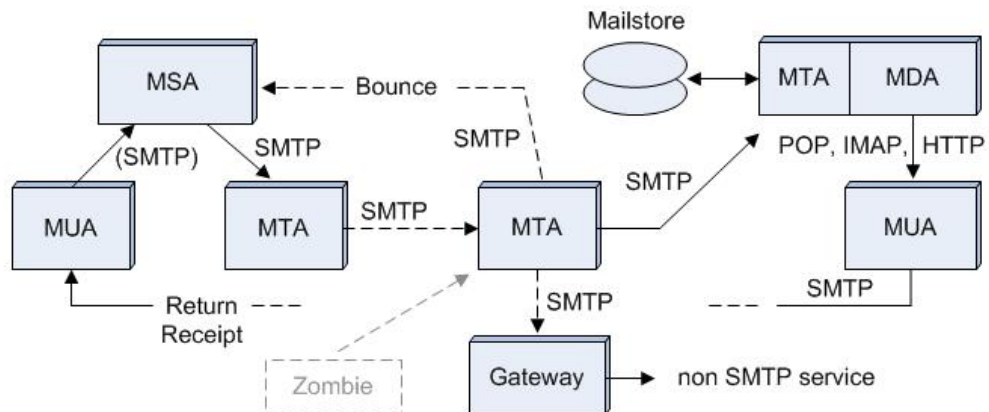 Mailstore
MSA
Bounce
MTA
MDA
(SMTP)
SMTP
SMTP
SMTP
POP, IMAP, HTTP
MUA
MTA
SMTP
MTA
MUA
Return
Receipt
SMTP
SMTP
Zombie
Gateway
non SMTP service